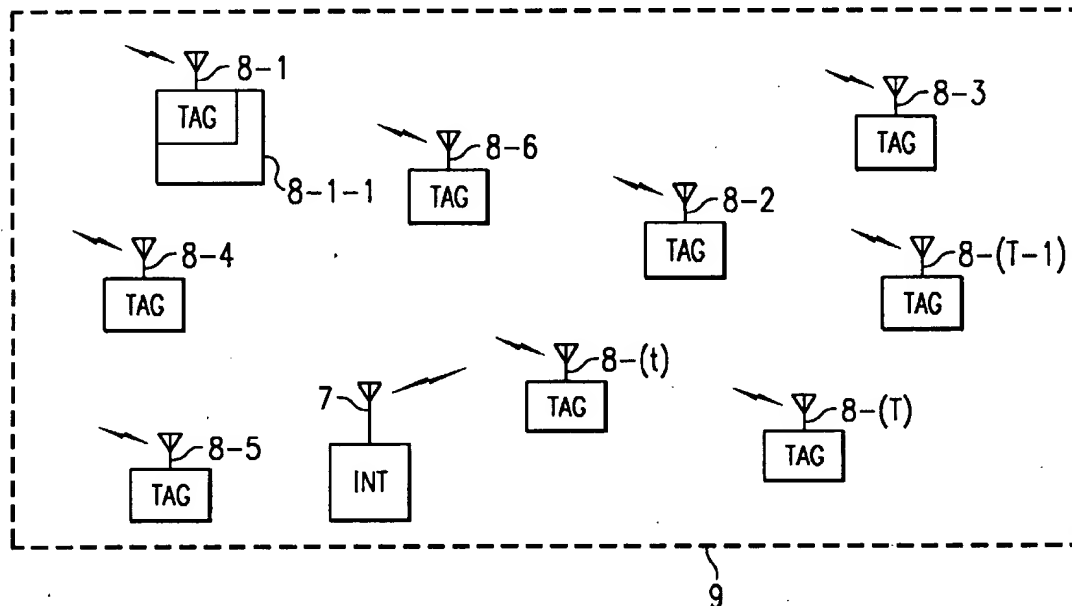 8-1
TAG
8-1-1
8-6
TAG
8-3
TAG
8-2
TAG
8-4
TAG
8-(T-1)
TAG
8-(t)
TAG
7
INT
8-(T)
TAG
8-5
TAG
9